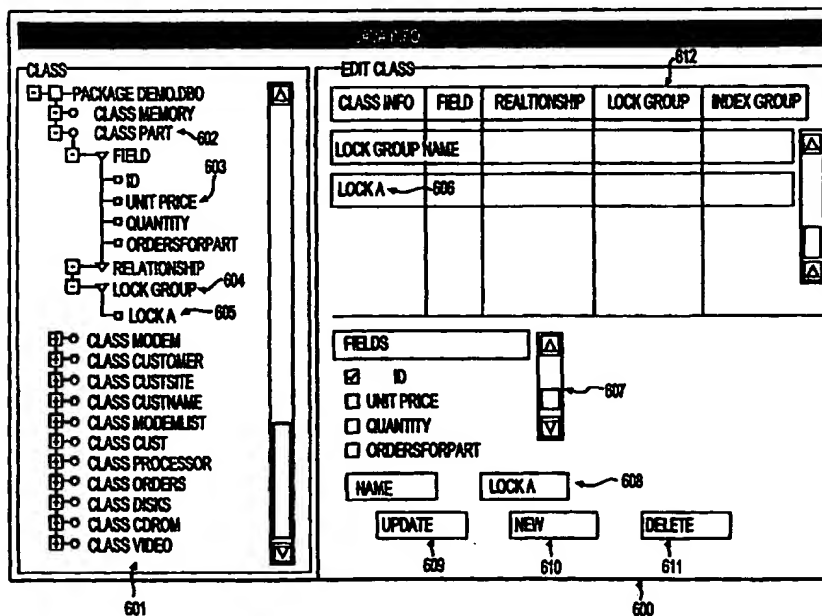 CLASS
PACKAGE DEMO.DBO
CLASS MEMORY
CLASS PART 602
FIELD
603
ID
UNIT PRICE
QUANTITY
ORDERSFORPART
RELATIONSHIP
LOCK GROUP 604
LOCK A 605
CLASS MODEM
CLASS CUSTOMER
CLASS CUSTSITE
CLASS CUSTNAME
CLASS MODEMLIST
CLASS CUST
CLASS PROCESSOR
CLASS ORDERS
CLASS DISKS
CLASS CDROM
CLASS VIDEO
601
EDIT CLASS
612
CLASS INFO FIELD REALTIONSHIP LOCK GROUP INDEX GROUP
LOCK GROUP NAME
LOCK A 606
FIELDS
ID
607
UNIT PRICE
QUANTITY
ORDERSFORPART
NAME LOCK A 608
UPDATE NEW DELETE
609 610 611
600